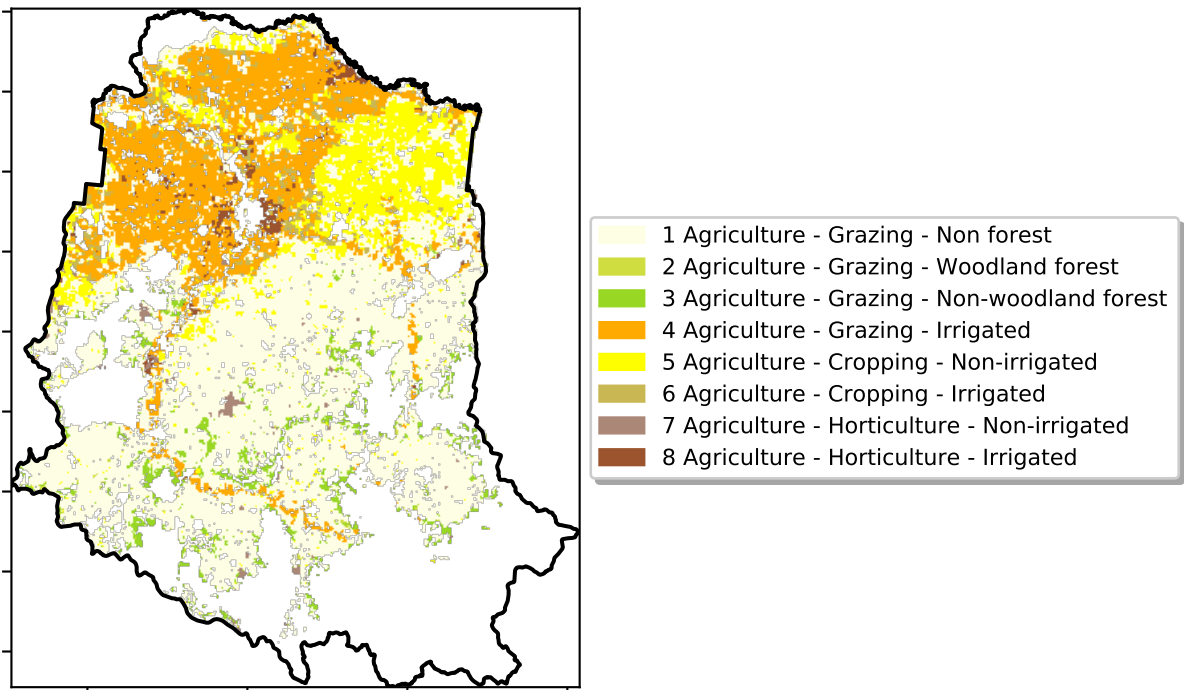 1 Agriculture - Grazing - Non forest
2 Agriculture - Grazing - Woodland forest
3 Agriculture - Grazing - Non-woodland forest
4 Agriculture - Grazing - Irrigated
5 Agriculture - Cropping - Non-irrigated
6 Agriculture - Cropping - Irrigated
7 Agriculture - Horticulture - Non-irrigated
8 Agriculture - Horticulture - Irrigated